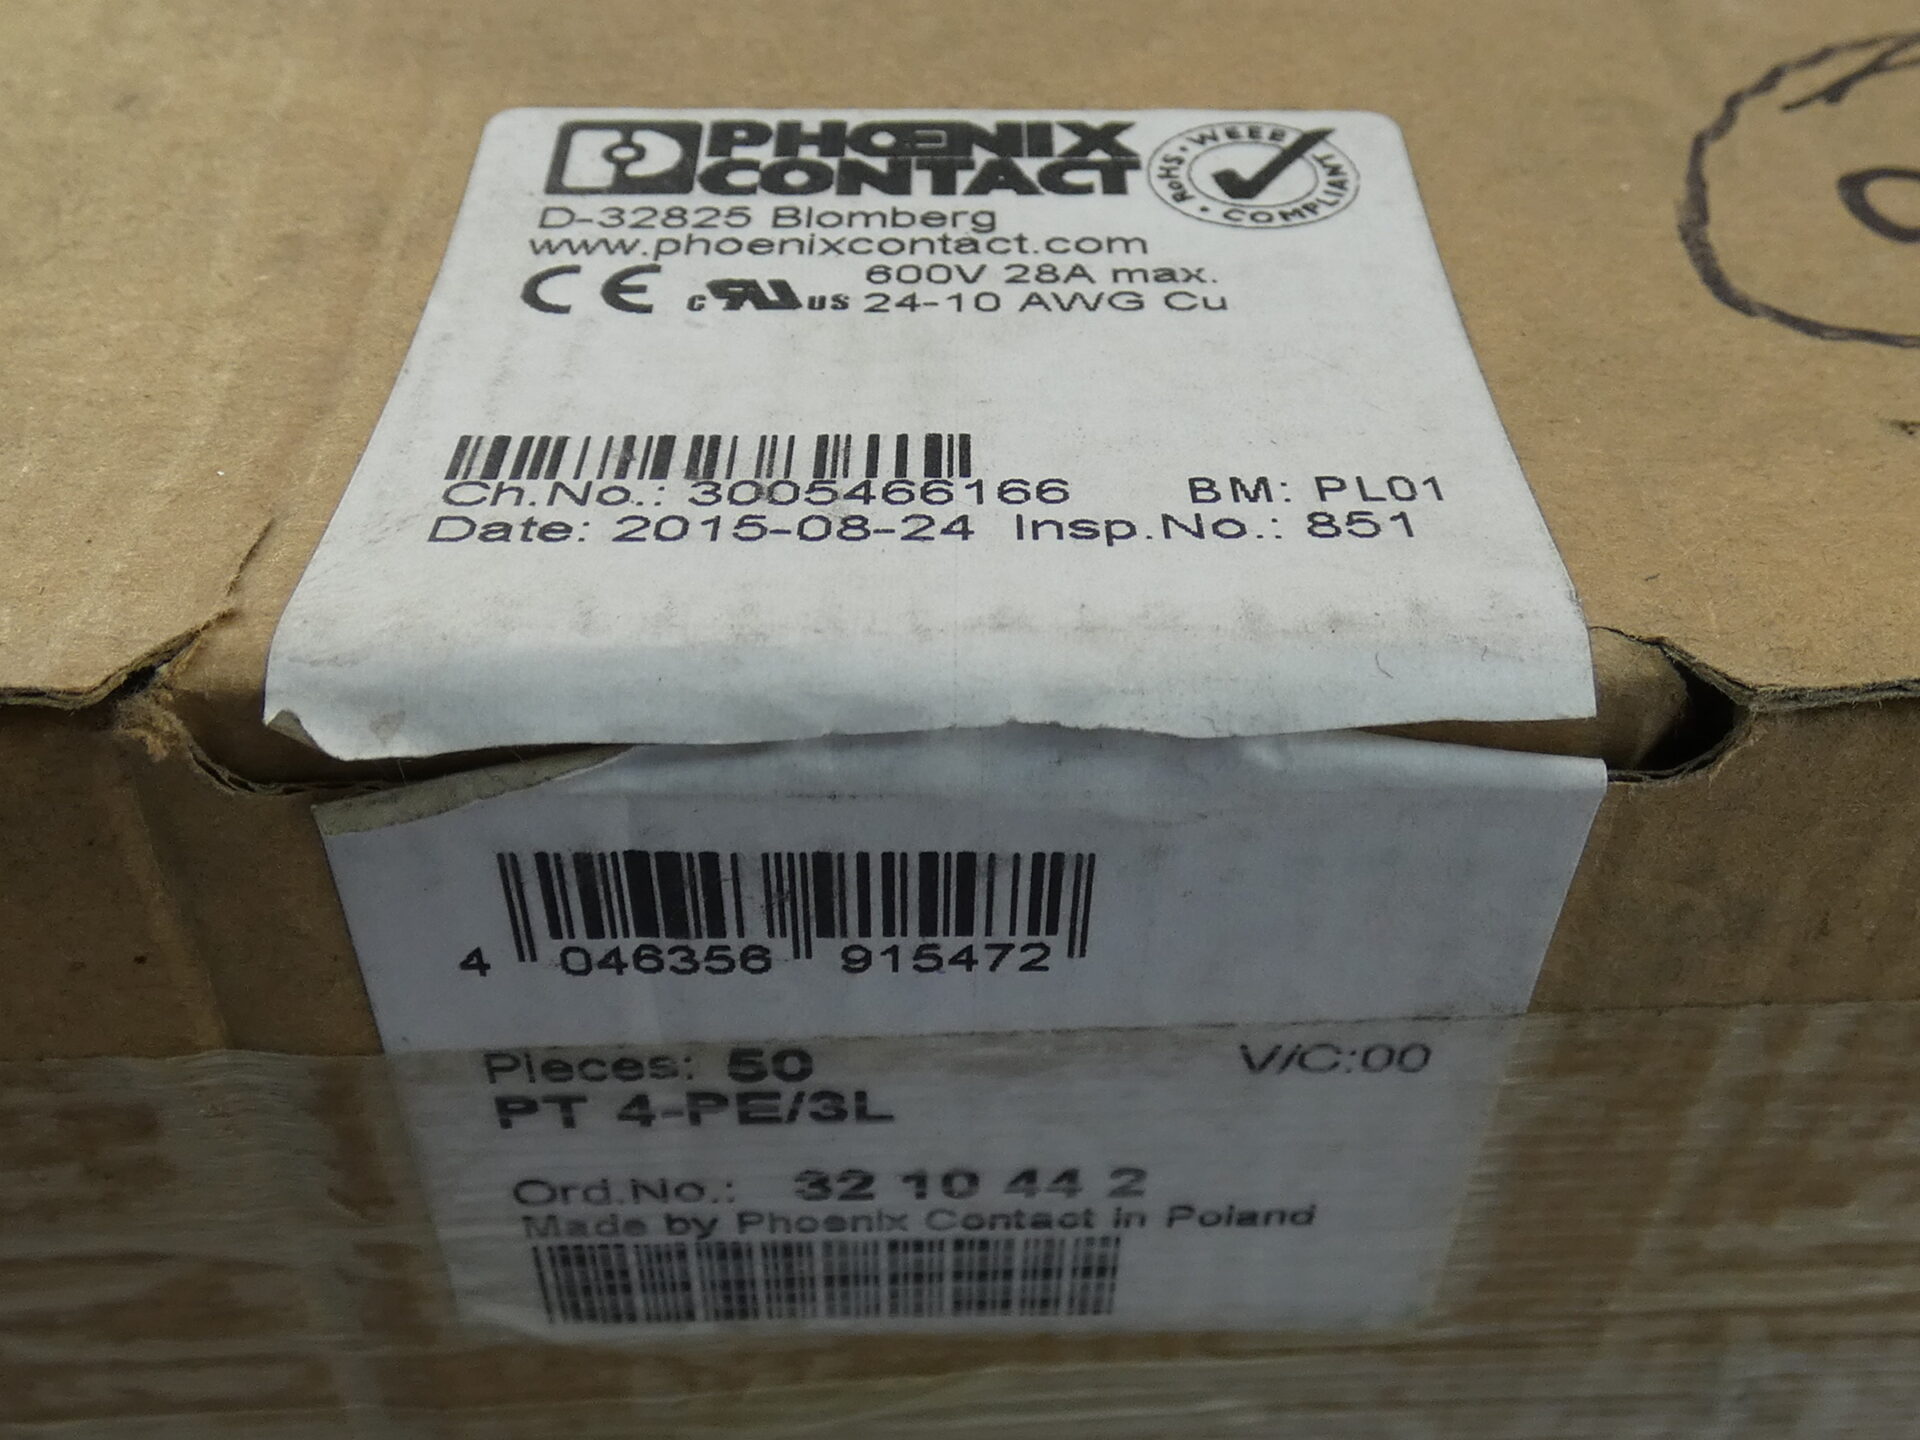 PHŒNIX
CONTACT
WEEE RoHS COMPLIANT
D-32825 Blomberg
www.phoenixcontact.com
CE c RU US 600V 28A max.
24-10 AWG Cu
Ch.No.: 3005466166 BM: PL01
Date: 2015-08-24 Insp.No.: 851
4 046356 915472
Pieces: 50 V/C:00
PT 4-PE/3L
Ord.No.: 32 10 44 2
Made by Phoenix Contact in Poland